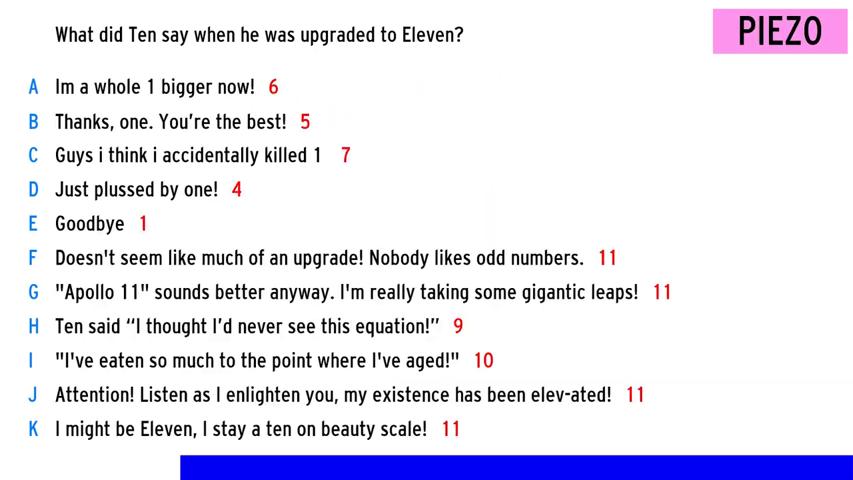 What did Ten say when he was upgraded to Eleven?
PIEZO
A Im a whole 1 bigger now! 6
B Thanks, one. You’re the best! 5
C Guys i think i accidentally killed 1 7
D Just plussed by one! 4
E Goodbye 1
F Doesn't seem like much of an upgrade! Nobody likes odd numbers. 11
G "Apollo 11" sounds better anyway. I'm really taking some gigantic leaps! 11
H Ten said “I thought I’d never see this equation!” 9
I "I've eaten so much to the point where I've aged!" 10
J Attention! Listen as I enlighten you, my existence has been elev-ated! 11
K I might be Eleven, I stay a ten on beauty scale! 11